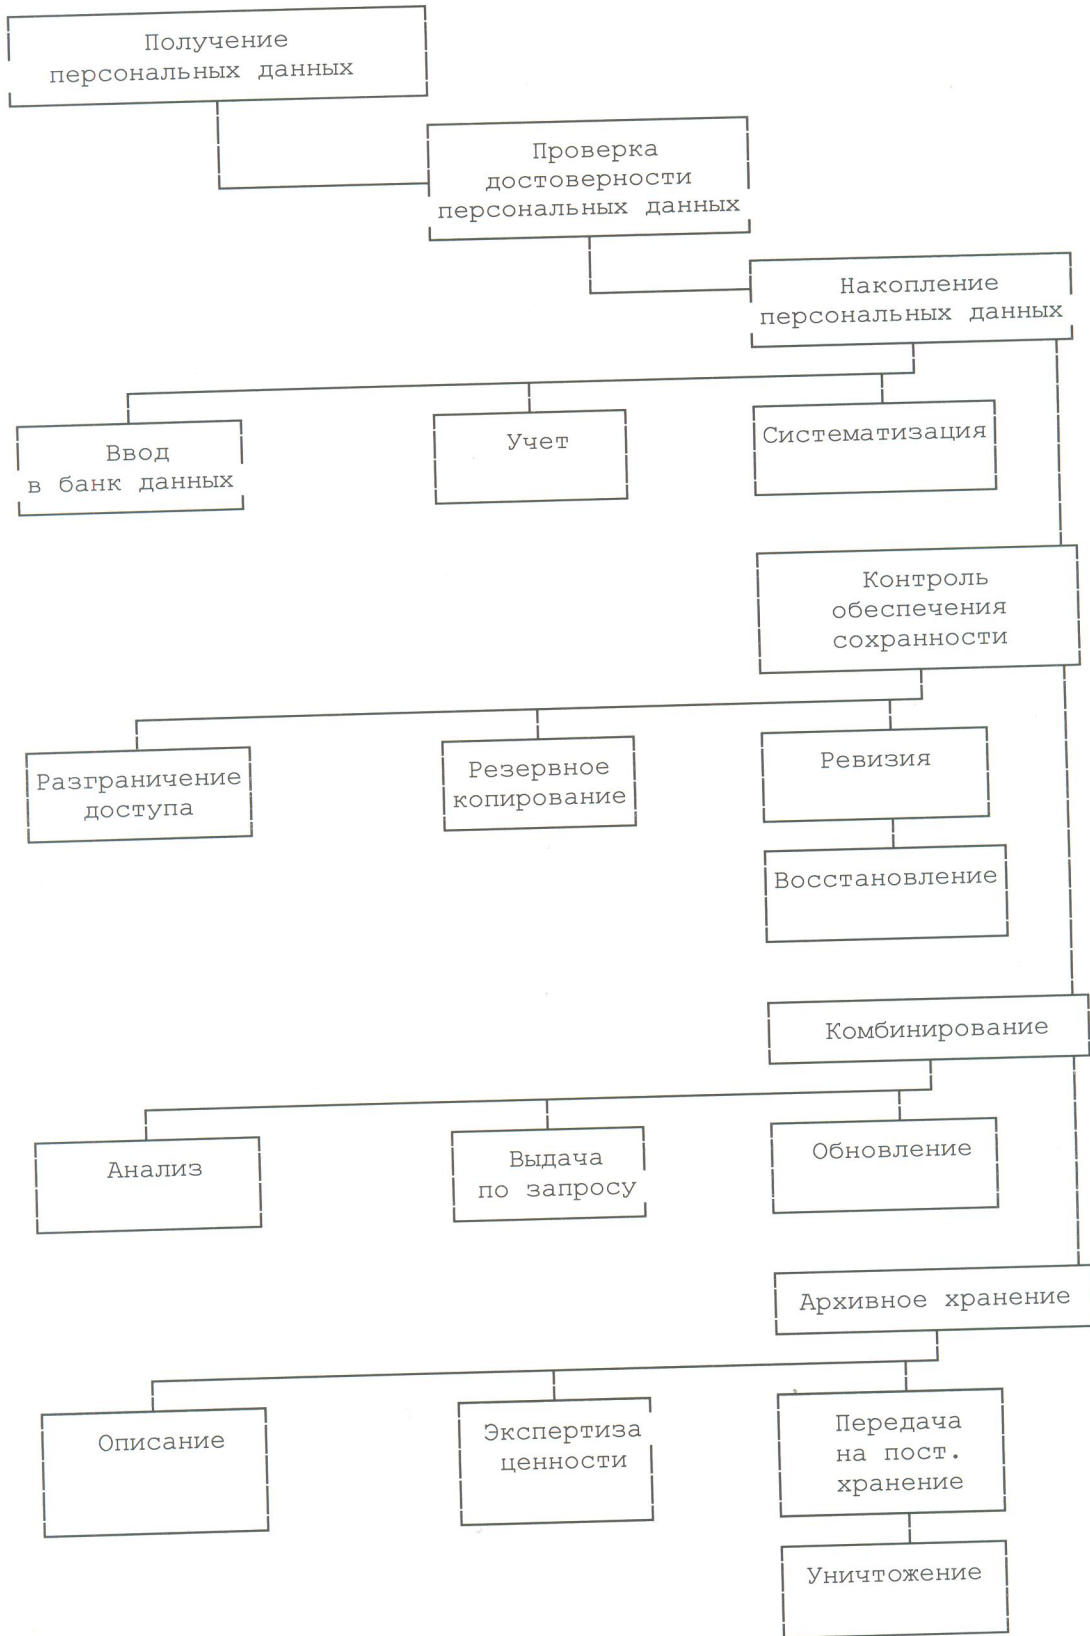 Получение
персональных данных
Проверка
достоверности
персональных данных
Накопление
персональных данных
Ввод
в банк данных
Учет
Систематизация
Контроль
обеспечения
сохранности
Разграничение
доступа
Резервное
копирование
Ревизия
Восстановление
Комбинирование
Анализ
Выдача
по запросу
Обновление
Архивное хранение
Описание
Экспертиза
ценности
Передача
на пост.
хранение
Уничтожение